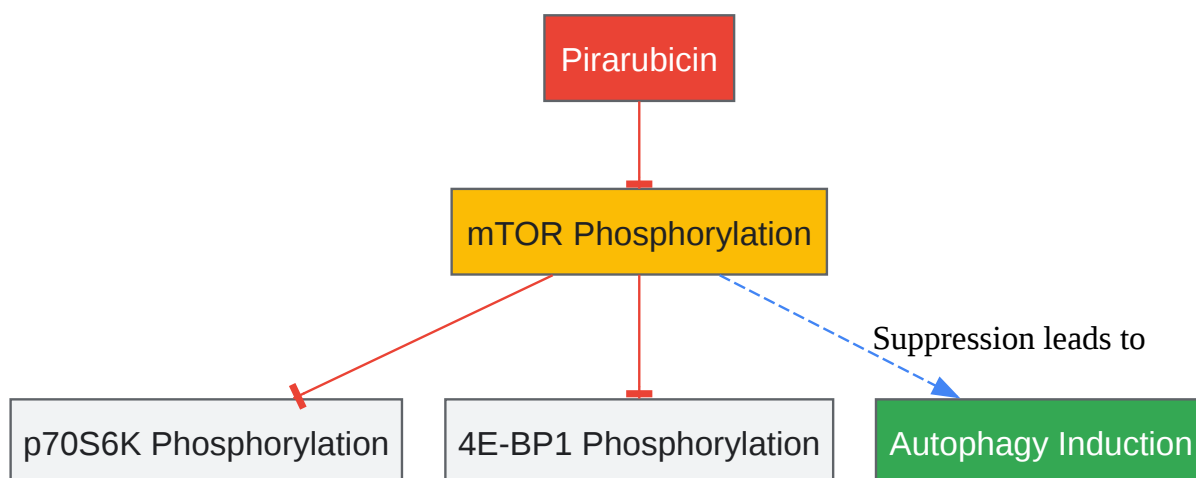 Pirarubicin
mTOR Phosphorylation
Suppression leads to
p70S6K Phosphorylation
4E-BP1 Phosphorylation
Autophagy Induction